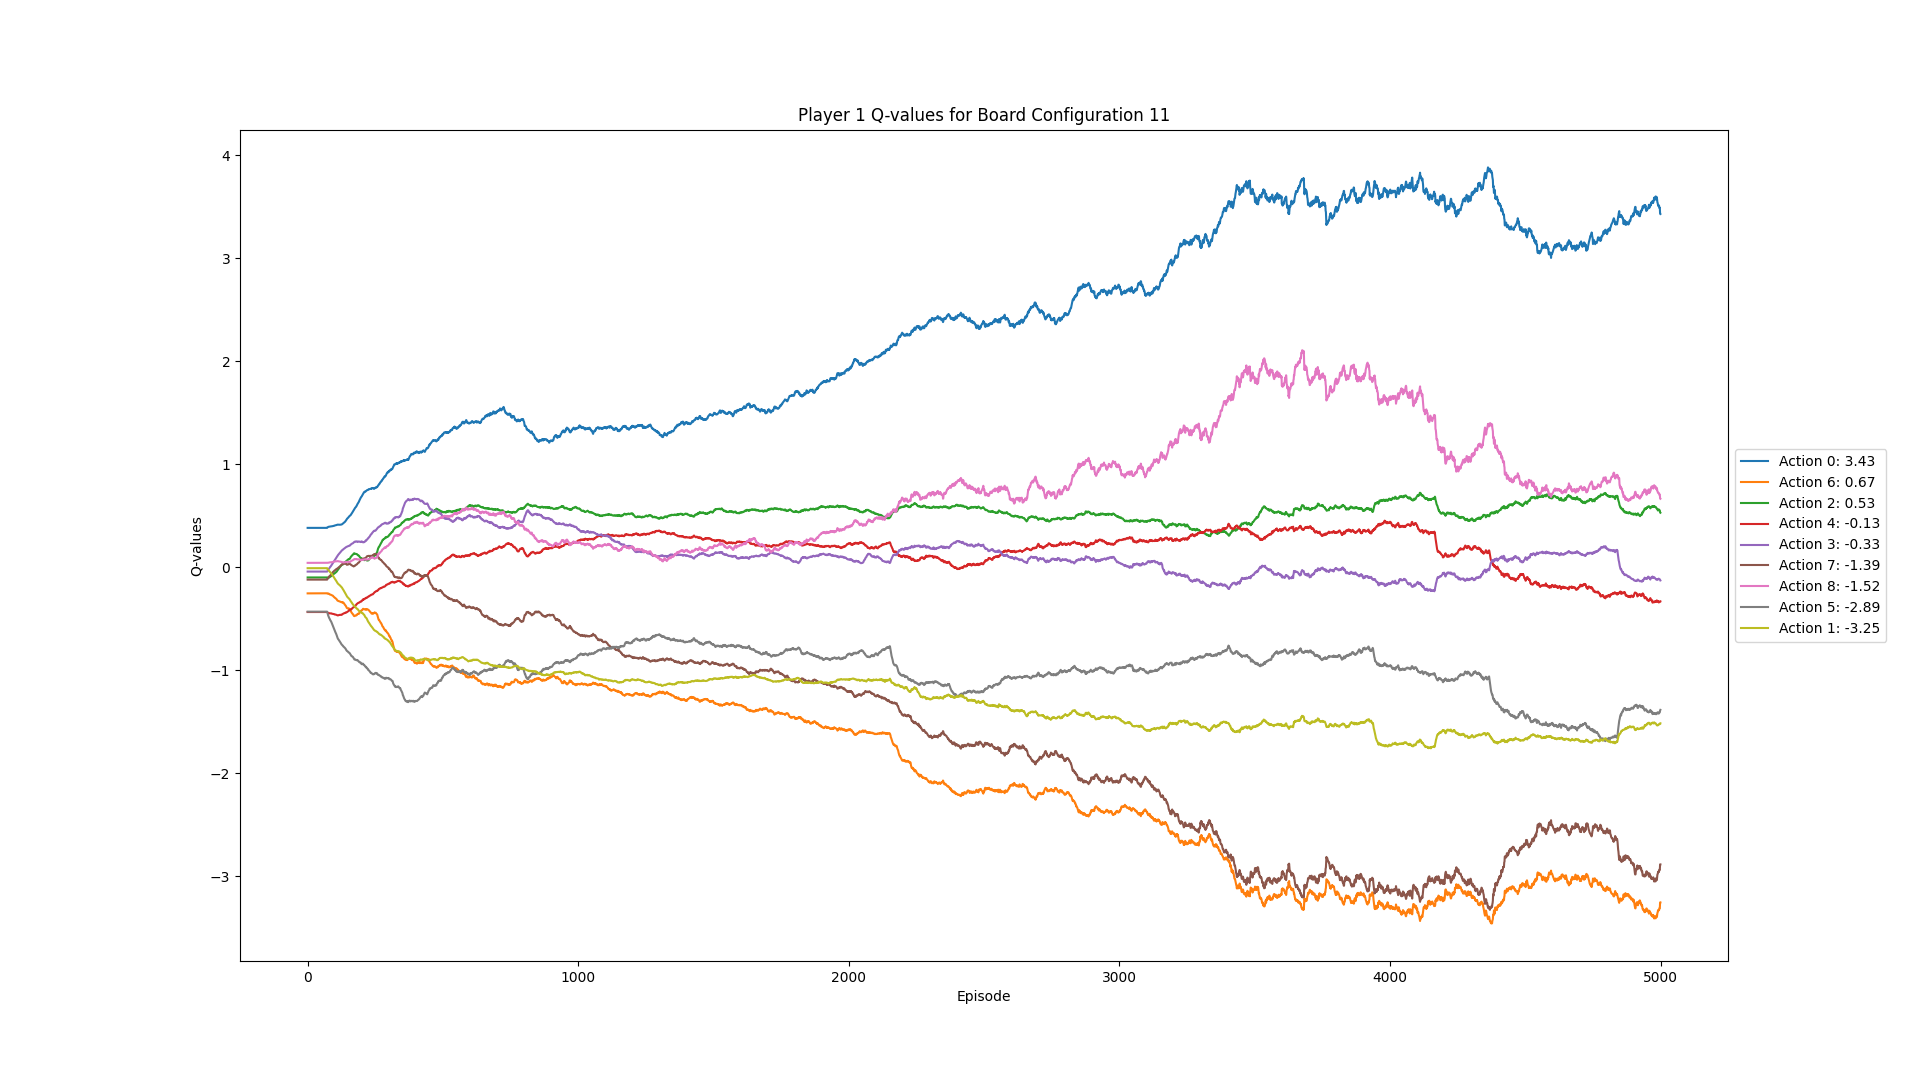 Player 1 Q-values for Board Configuration 11
4
3
2
1
0
−1
−2
−3
Q-values
0
1000
2000
3000
4000
5000
Episode
Action 0: 3.43
Action 6: 0.67
Action 2: 0.53
Action 4: -0.13
Action 3: -0.33
Action 7: -1.39
Action 8: -1.52
Action 5: -2.89
Action 1: -3.25